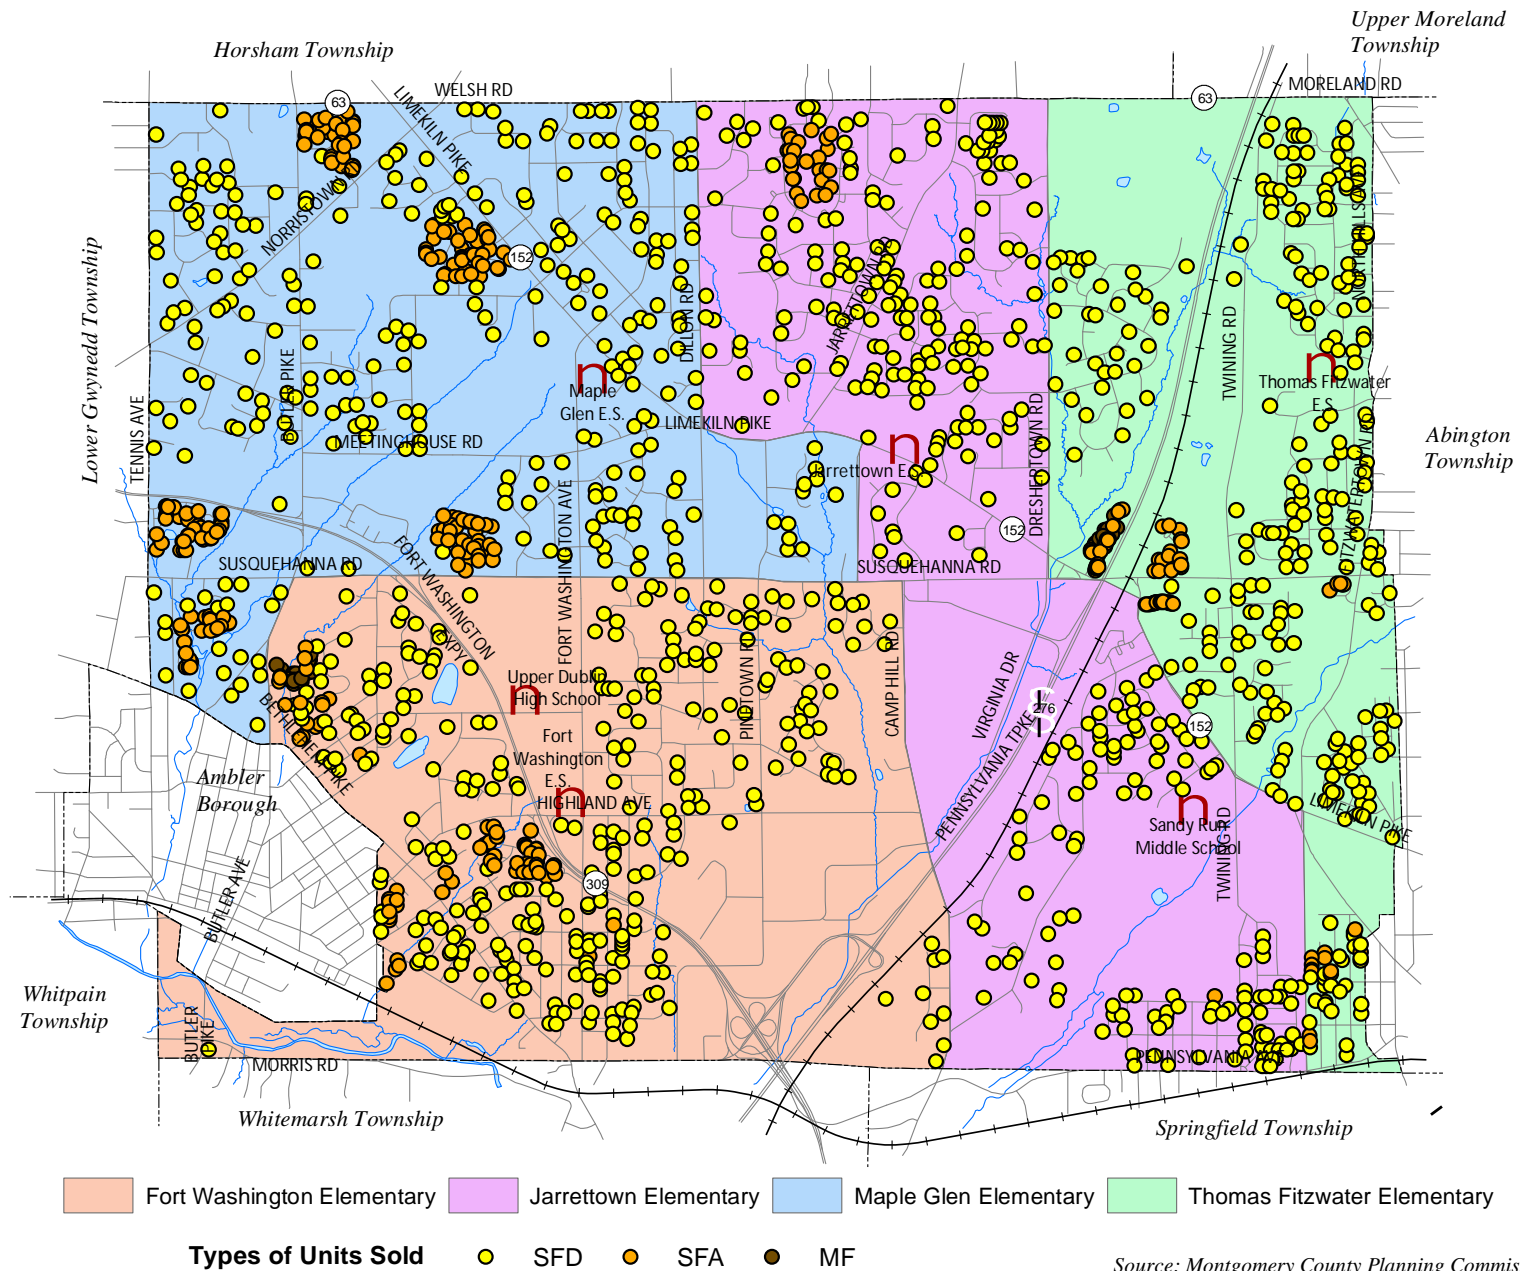 Upper Moreland
Township
Horsham Township
63
LIMEKILN PIKE
WELSH RD
63
MORELAND RD
NORRISTOWN
152
Lower Gwynedd Township
DILLON RD
JARRETTOWN RD
TWINING RD
BUTLER PIKE
TENNIS AVE
n
Maple
Glen E.S.
n
Thomas Fitzwater
E.S.
LIMEKILN PIKE
MEETINGHOUSE RD
n
Jarrettown E.S.
DRESHERTOWN RD
Abington
Township
152
FITZWATERTOWN RD
SUSQUEHANNA RD
FORT WASHINGTON
EXPY
FORT WASHINGTON AVE
SUSQUEHANNA RD
PINETOWN RD
CAMP HILL RD
VIRGINIA DR
n
Upper Dublin
High School
276
152
PENNSYLVANIA TPKE
BETHLEHEM PIKE
Fort
Washington
E.S.
n
HIGHLAND AVE
Ambler
Borough
n
Sandy Run
Middle School
TWINING RD
LIMEKILN PIKE
BUTLER AVE
309
Whitpain
Township
BUTLER
PIKE
MORRIS RD
PENNSYLVANIA AVE
Whitemarsh Township
Springfield Township
Fort Washington Elementary
Jarrettown Elementary
Maple Glen Elementary
Thomas Fitzwater Elementary
Types of Units Sold
SFD
SFA
MF
Source: Montgomery County Planning Commis